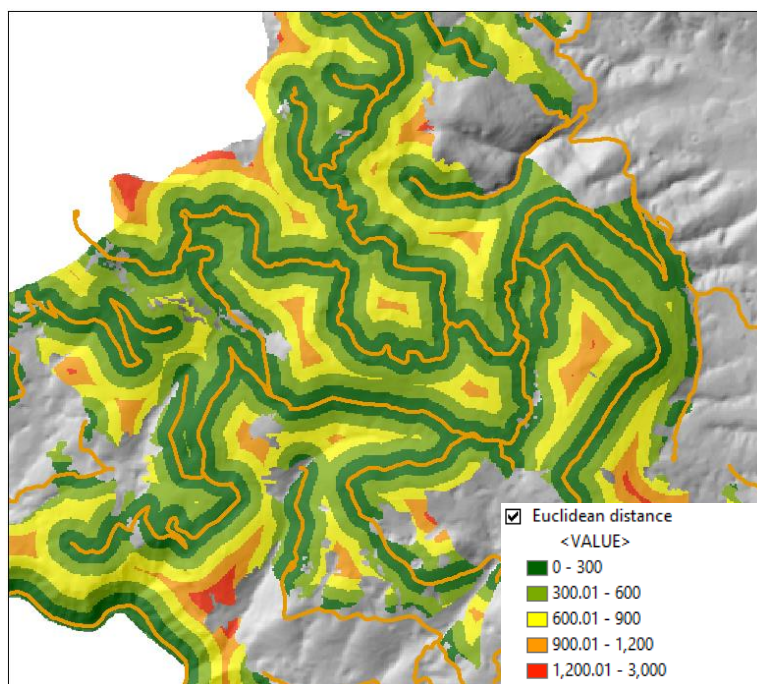 Euclidean distance
<VALUE>
0 - 300
300.01 - 600
600.01 - 900
900.01 - 1,200
1,200.01 - 3,000